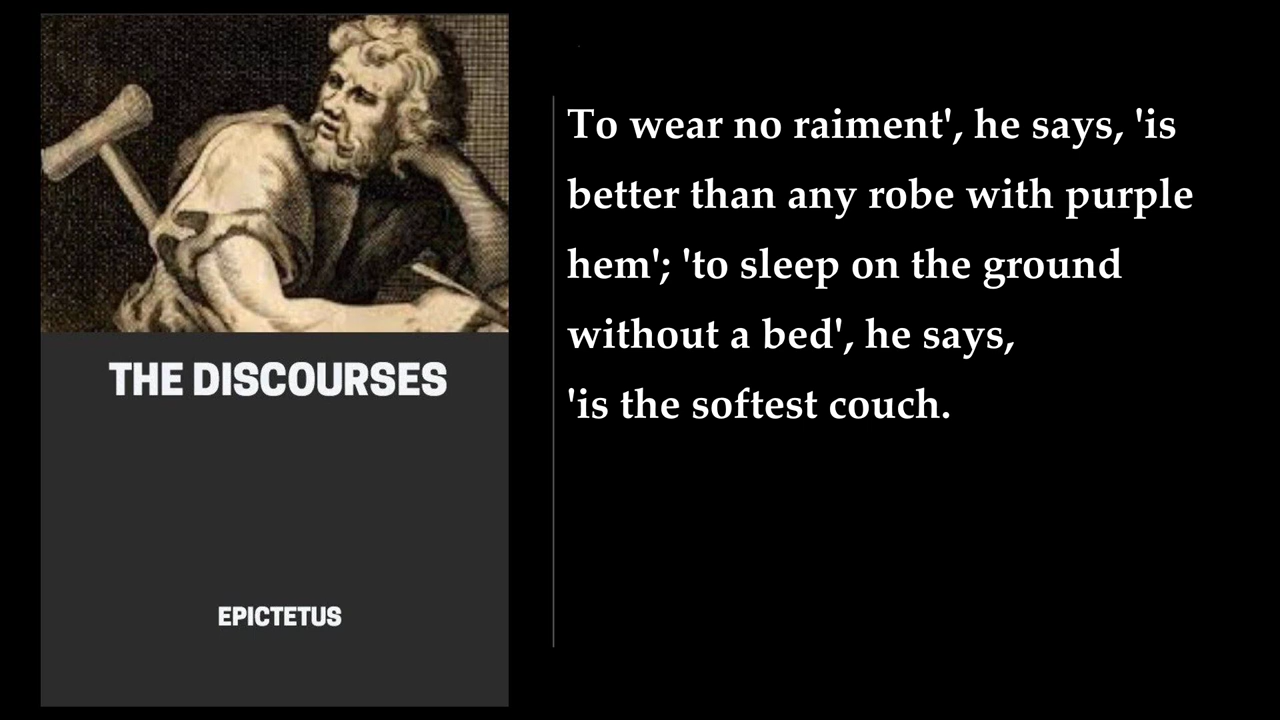 THE DISCOURSES
EPICTETUS
To wear no raiment', he says, 'is
better than any robe with purple
hem'; 'to sleep on the ground
without a bed', he says,
'is the softest couch.